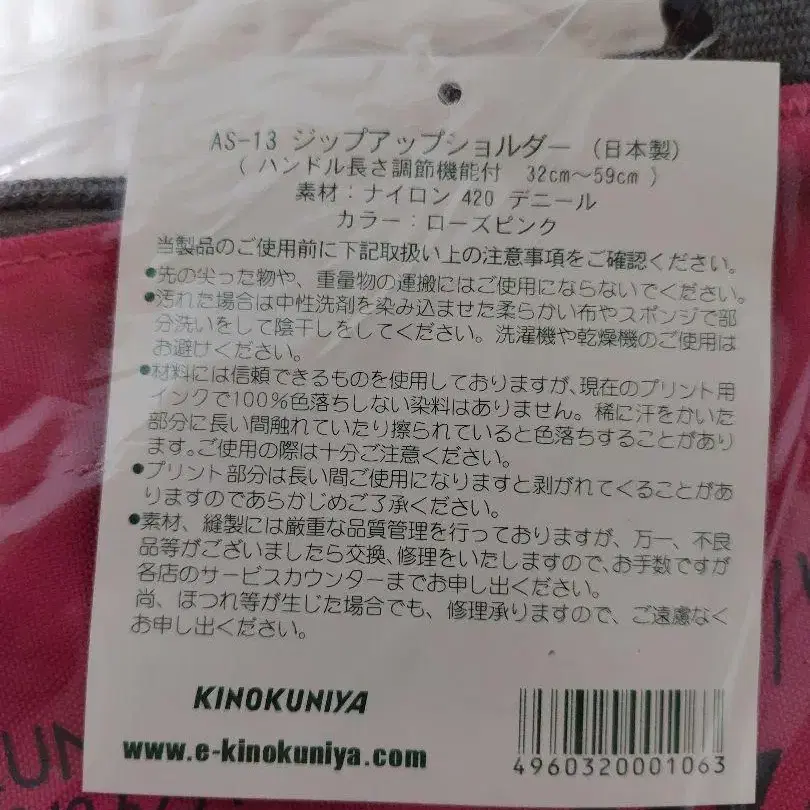 AS-13 ジップアップショルダー (日本製)
( ハンドル長さ調節機能付 32cm～59cm )
素材：ナイロン 420 デニール
カラー：ローズピンク
当製品のご使用前に下記取扱い上の注意事項をご確認ください。
●先の尖った物や、重量物の運搬にはご使用にならないでください。
●汚れた場合は中性洗剤を染み込ませた柔らかい布やスポンジで部
分洗いをして陰干しをしてください。洗濯機や乾燥機のご使用は
お避けください。
●材料には信頼できるものを使用しておりますが、現在のプリント用
インクで100%色落ちしない染料はありません。稀に汗をかいた
部分に長い間触れていたり擦られていると色落ちすることがあり
ます。ご使用の際は十分ご注意ください。
●プリント部分は長い間ご使用になりますと剥がれてくることがあ
りますのであらかじめご了承ください。
●素材、縫製には厳重な品質管理を行っておりますが、万一、不良
品等がございましたら交換、修理をいたしますので、お手数ですが
各店のサービスカウンターまでお申し出ください。
尚、ほつれ等が生じた場合でも、修理承りますので、ご遠慮なく
お申し出ください。
KINOKUNIYA
www.e-kinokuniya.com
4960320001063
UN